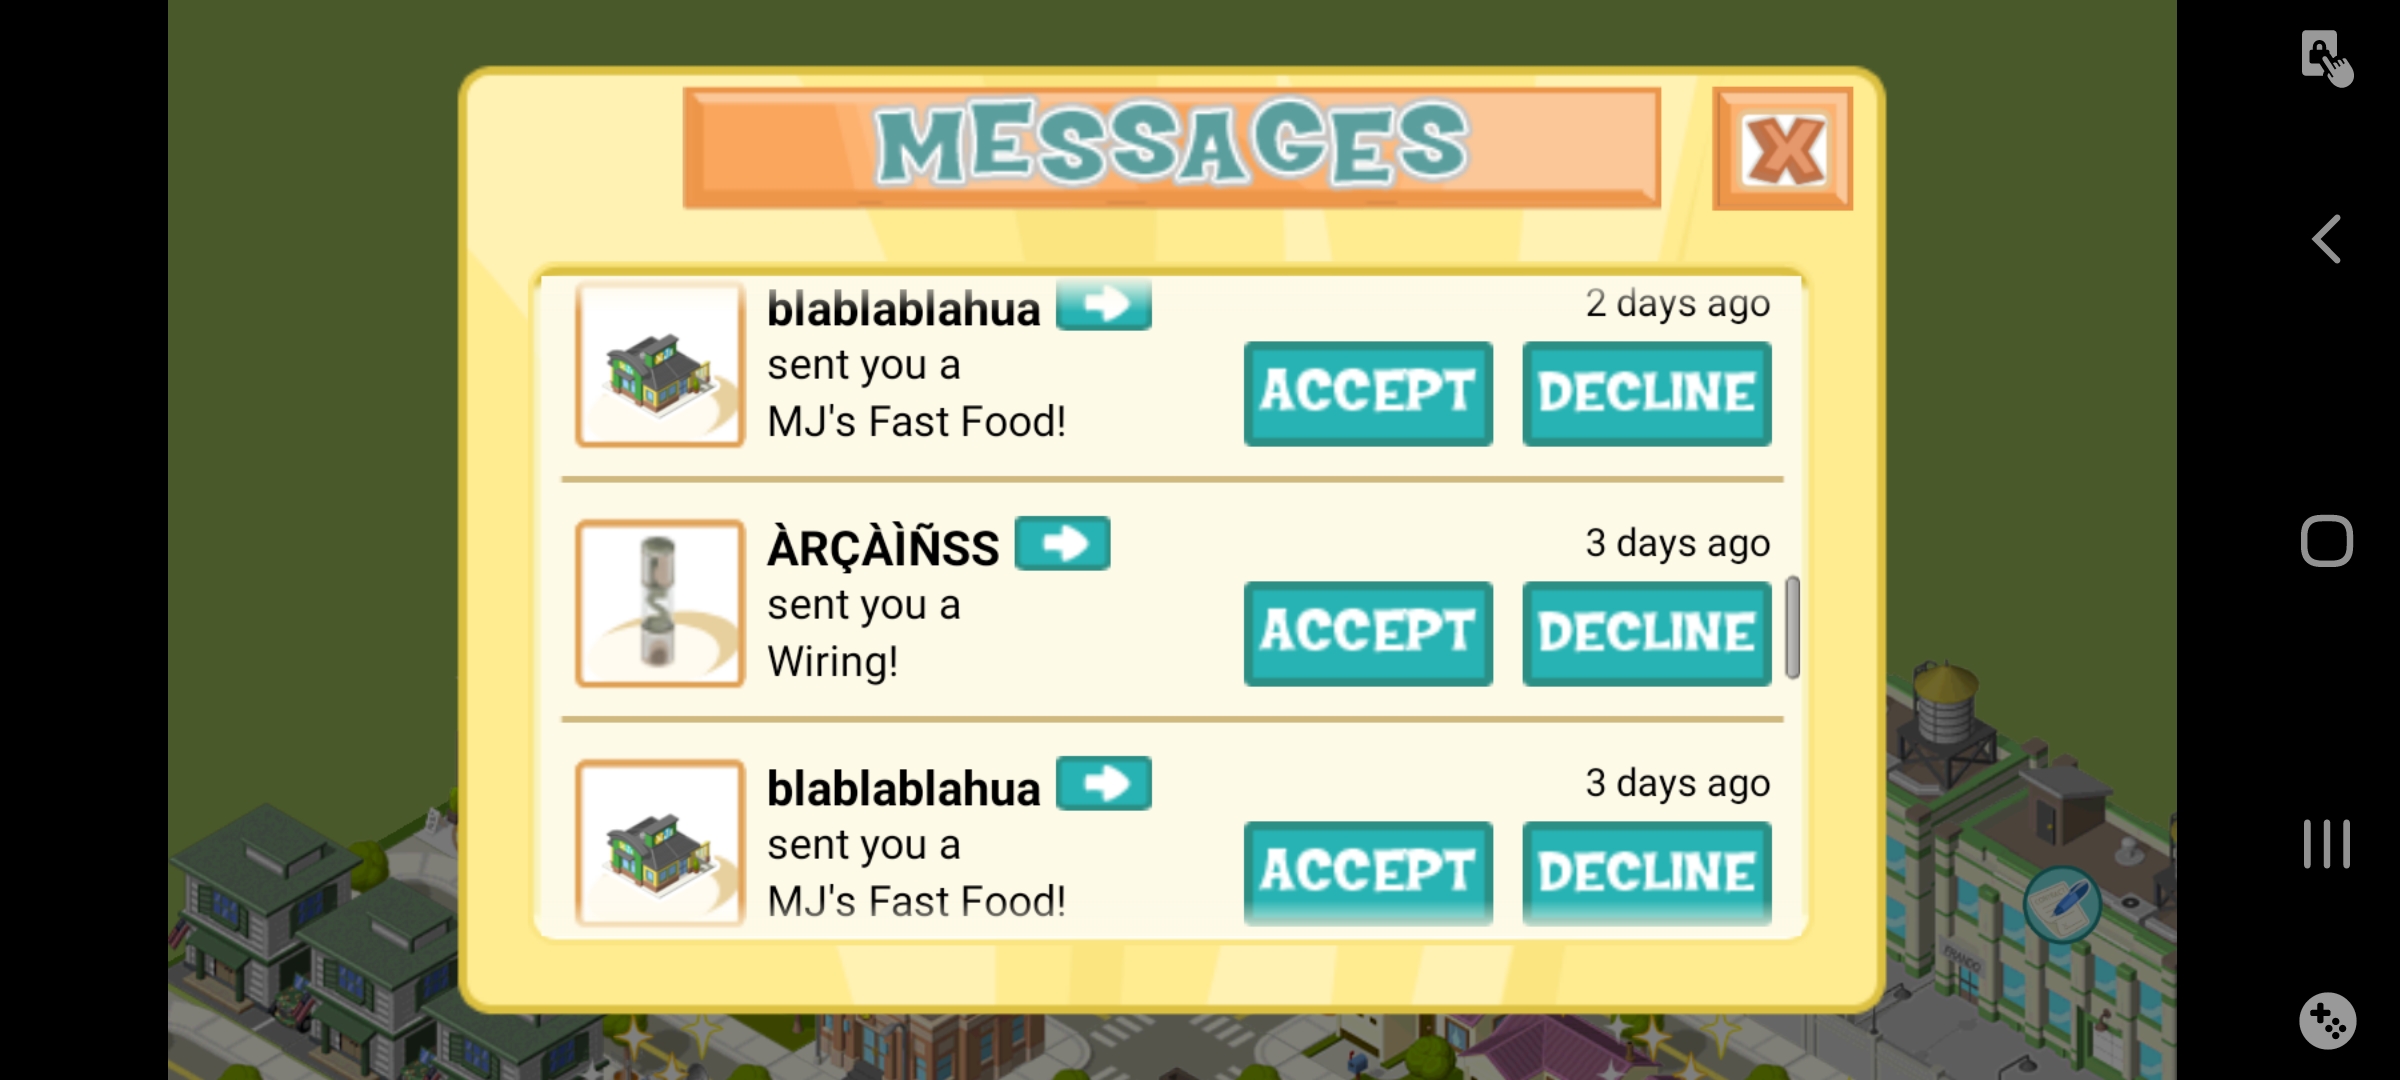 MESSAGES
X
blablablahua
2 days ago
sent you a
MJ's Fast Food!
ACCEPT
DECLINE
ÀRÇÀÌÑSS
3 days ago
sent you a
Wiring!
ACCEPT
DECLINE
blablablahua
3 days ago
sent you a
MJ's Fast Food!
ACCEPT
DECLINE